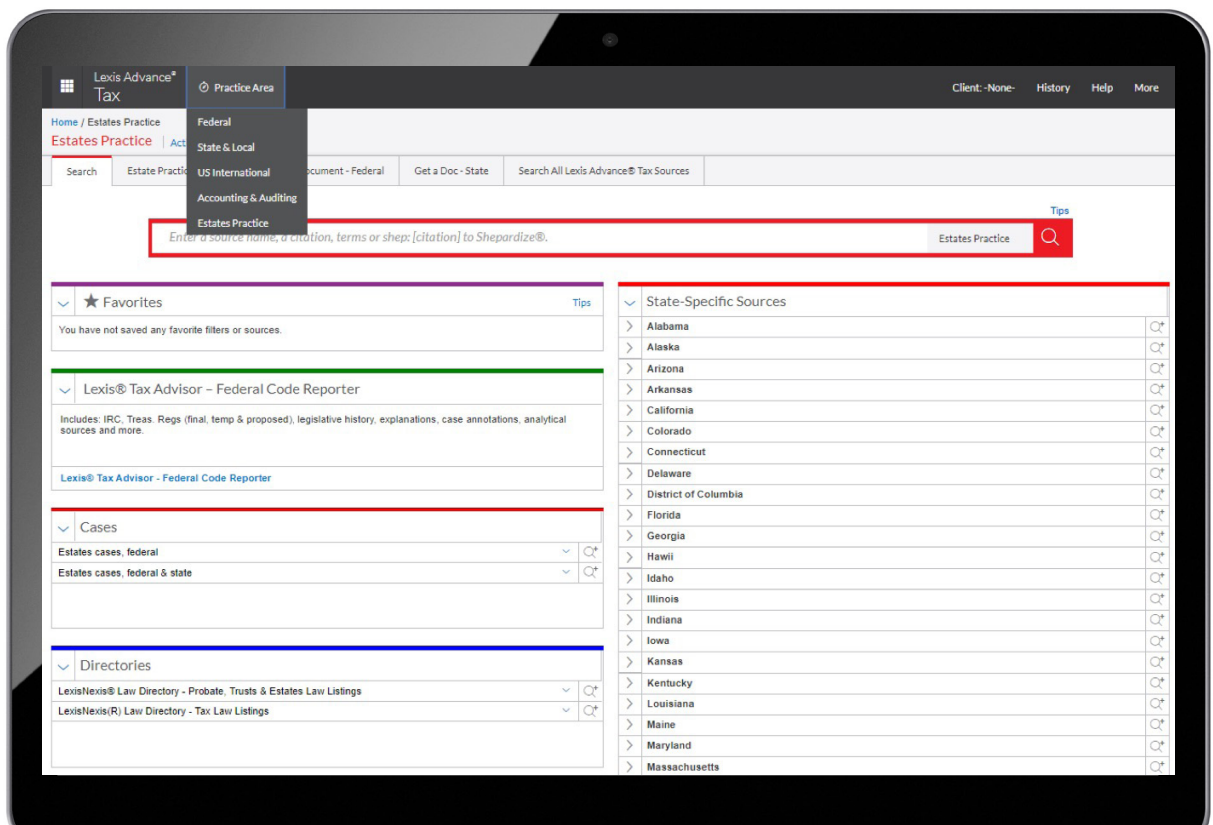 Lexis Advance®
Tax
Practice Area
Client: -None-
History
Help
More
Home / Estates Practice
Estates Practice
Act
Federal
State & Local
US International
Accounting & Auditing
Estates Practice
Search
Estate Practic
ocument - Federal
Get a Doc - State
Search All Lexis Advance® Tax Sources
Tips
Enter a source name, a citation, terms or shep: [citation] to Shepardize®.
Estates Practice
Favorites
Tips
You have not saved any favorite filters or sources.
Lexis® Tax Advisor – Federal Code Reporter
Includes: IRC, Treas. Regs (final, temp & proposed), legislative history, explanations, case annotations, analytical
sources and more.
Lexis® Tax Advisor - Federal Code Reporter
Cases
Estates cases, federal
Estates cases, federal & state
Directories
LexisNexis® Law Directory - Probate, Trusts & Estates Law Listings
LexisNexis(R) Law Directory - Tax Law Listings
State-Specific Sources
Alabama
Alaska
Arizona
Arkansas
California
Colorado
Connecticut
Delaware
District of Columbia
Florida
Georgia
Hawii
Idaho
Illinois
Indiana
Iowa
Kansas
Kentucky
Louisiana
Maine
Maryland
Massachusetts